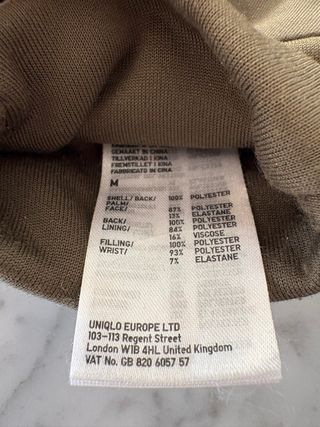 GEMAAKT IN CHINA
TILLVERKAD I KINA
FREMSTILLET I KINA
FABBRICATO IN CINA
M
SHELL/ BACK/ 100% POLYESTER
PALM/
FACE/ 87% POLYESTER
13% ELASTANE
BACK/ 100% POLYESTER
LINING/ 84% POLYESTER
16% VISCOSE
FILLING/ 100% POLYESTER
WRIST/ 93% POLYESTER
7% ELASTANE
UNIQLO EUROPE LTD
103-113 Regent Street
London W1B 4HL United Kingdom
VAT No. GB 820 6057 57